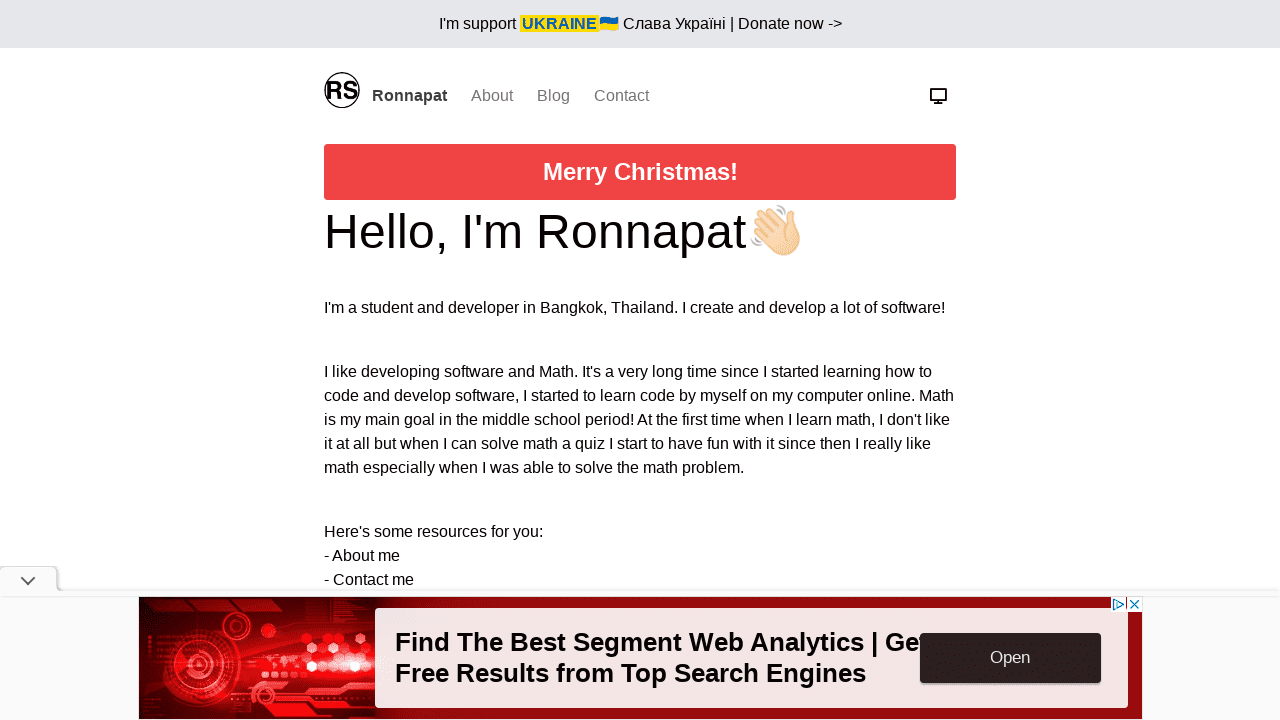 I'm support UKRAINE🇺🇦 Слава Україні | Donate now ->
RS Ronnapat About Blog Contact
Merry Christmas!
Hello, I'm Ronnapat👋🏼
I'm a student and developer in Bangkok, Thailand. I create and develop a lot of software!
I like developing software and Math. It's a very long time since I started learning how to
code and develop software, I started to learn code by myself on my computer online. Math
is my main goal in the middle school period! At the first time when I learn math, I don't like
it at all but when I can solve math a quiz I start to have fun with it since then I really like
math especially when I was able to solve the math problem.
Here's some resources for you:
- About me
- Contact me
Find The Best Segment Web Analytics | Ge
Free Results from Top Search Engines
Open